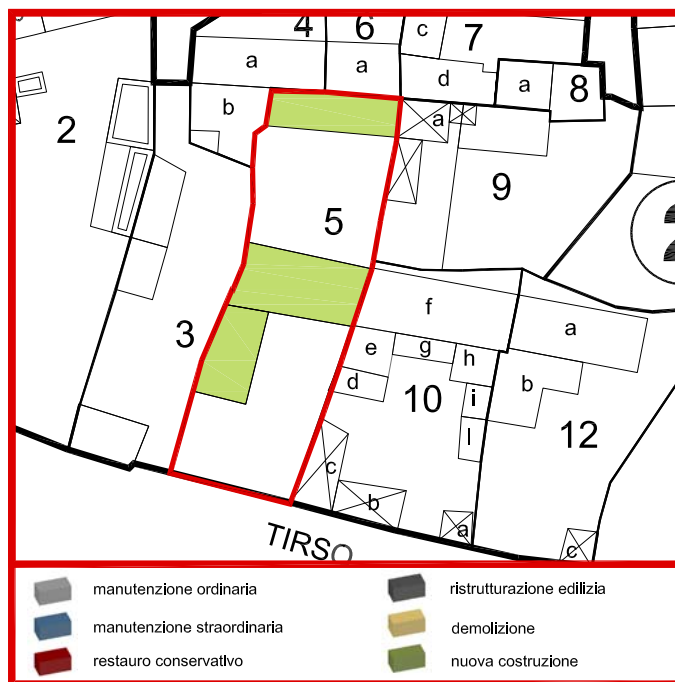 4 6 c 7
a a d a 8
2 b a
9
5
f
a
3 e g h
d b
10 i
l 12
c
b
a c
TIRSO
manutenzione ordinaria
ristrutturazione edilizia
manutenzione straordinaria
demolizione
restauro conservativo
nuova costruzione